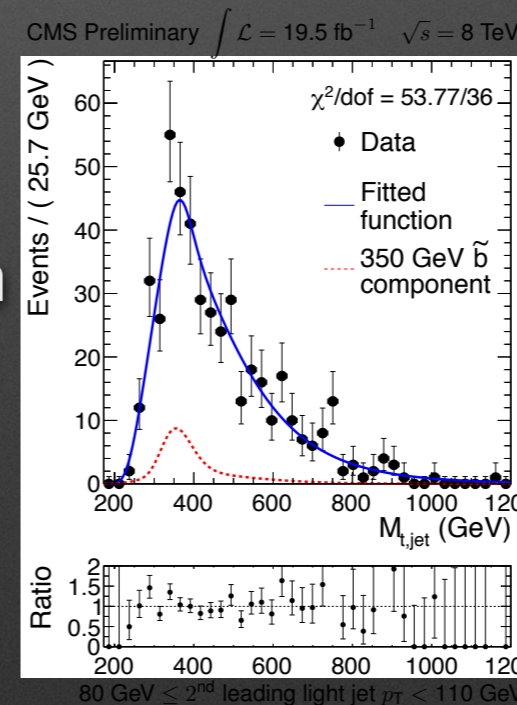 CMS Preliminary ∫ ℒ = 19.5 fb⁻¹ √s = 8 TeV
Events / ( 25.7 GeV )
60
50
40
30
20
10
0
χ²/dof = 53.77/36
Data
Fitted
function
350 GeV b̃
component
200 400 600 800 1000 120
M_t,jet (GeV)
Ratio
2
1.5
1
0.5
0
200 400 600 800 1000 120
80 GeV ≤ 2ⁿᵈ leading light jet p_T < 110 GeV